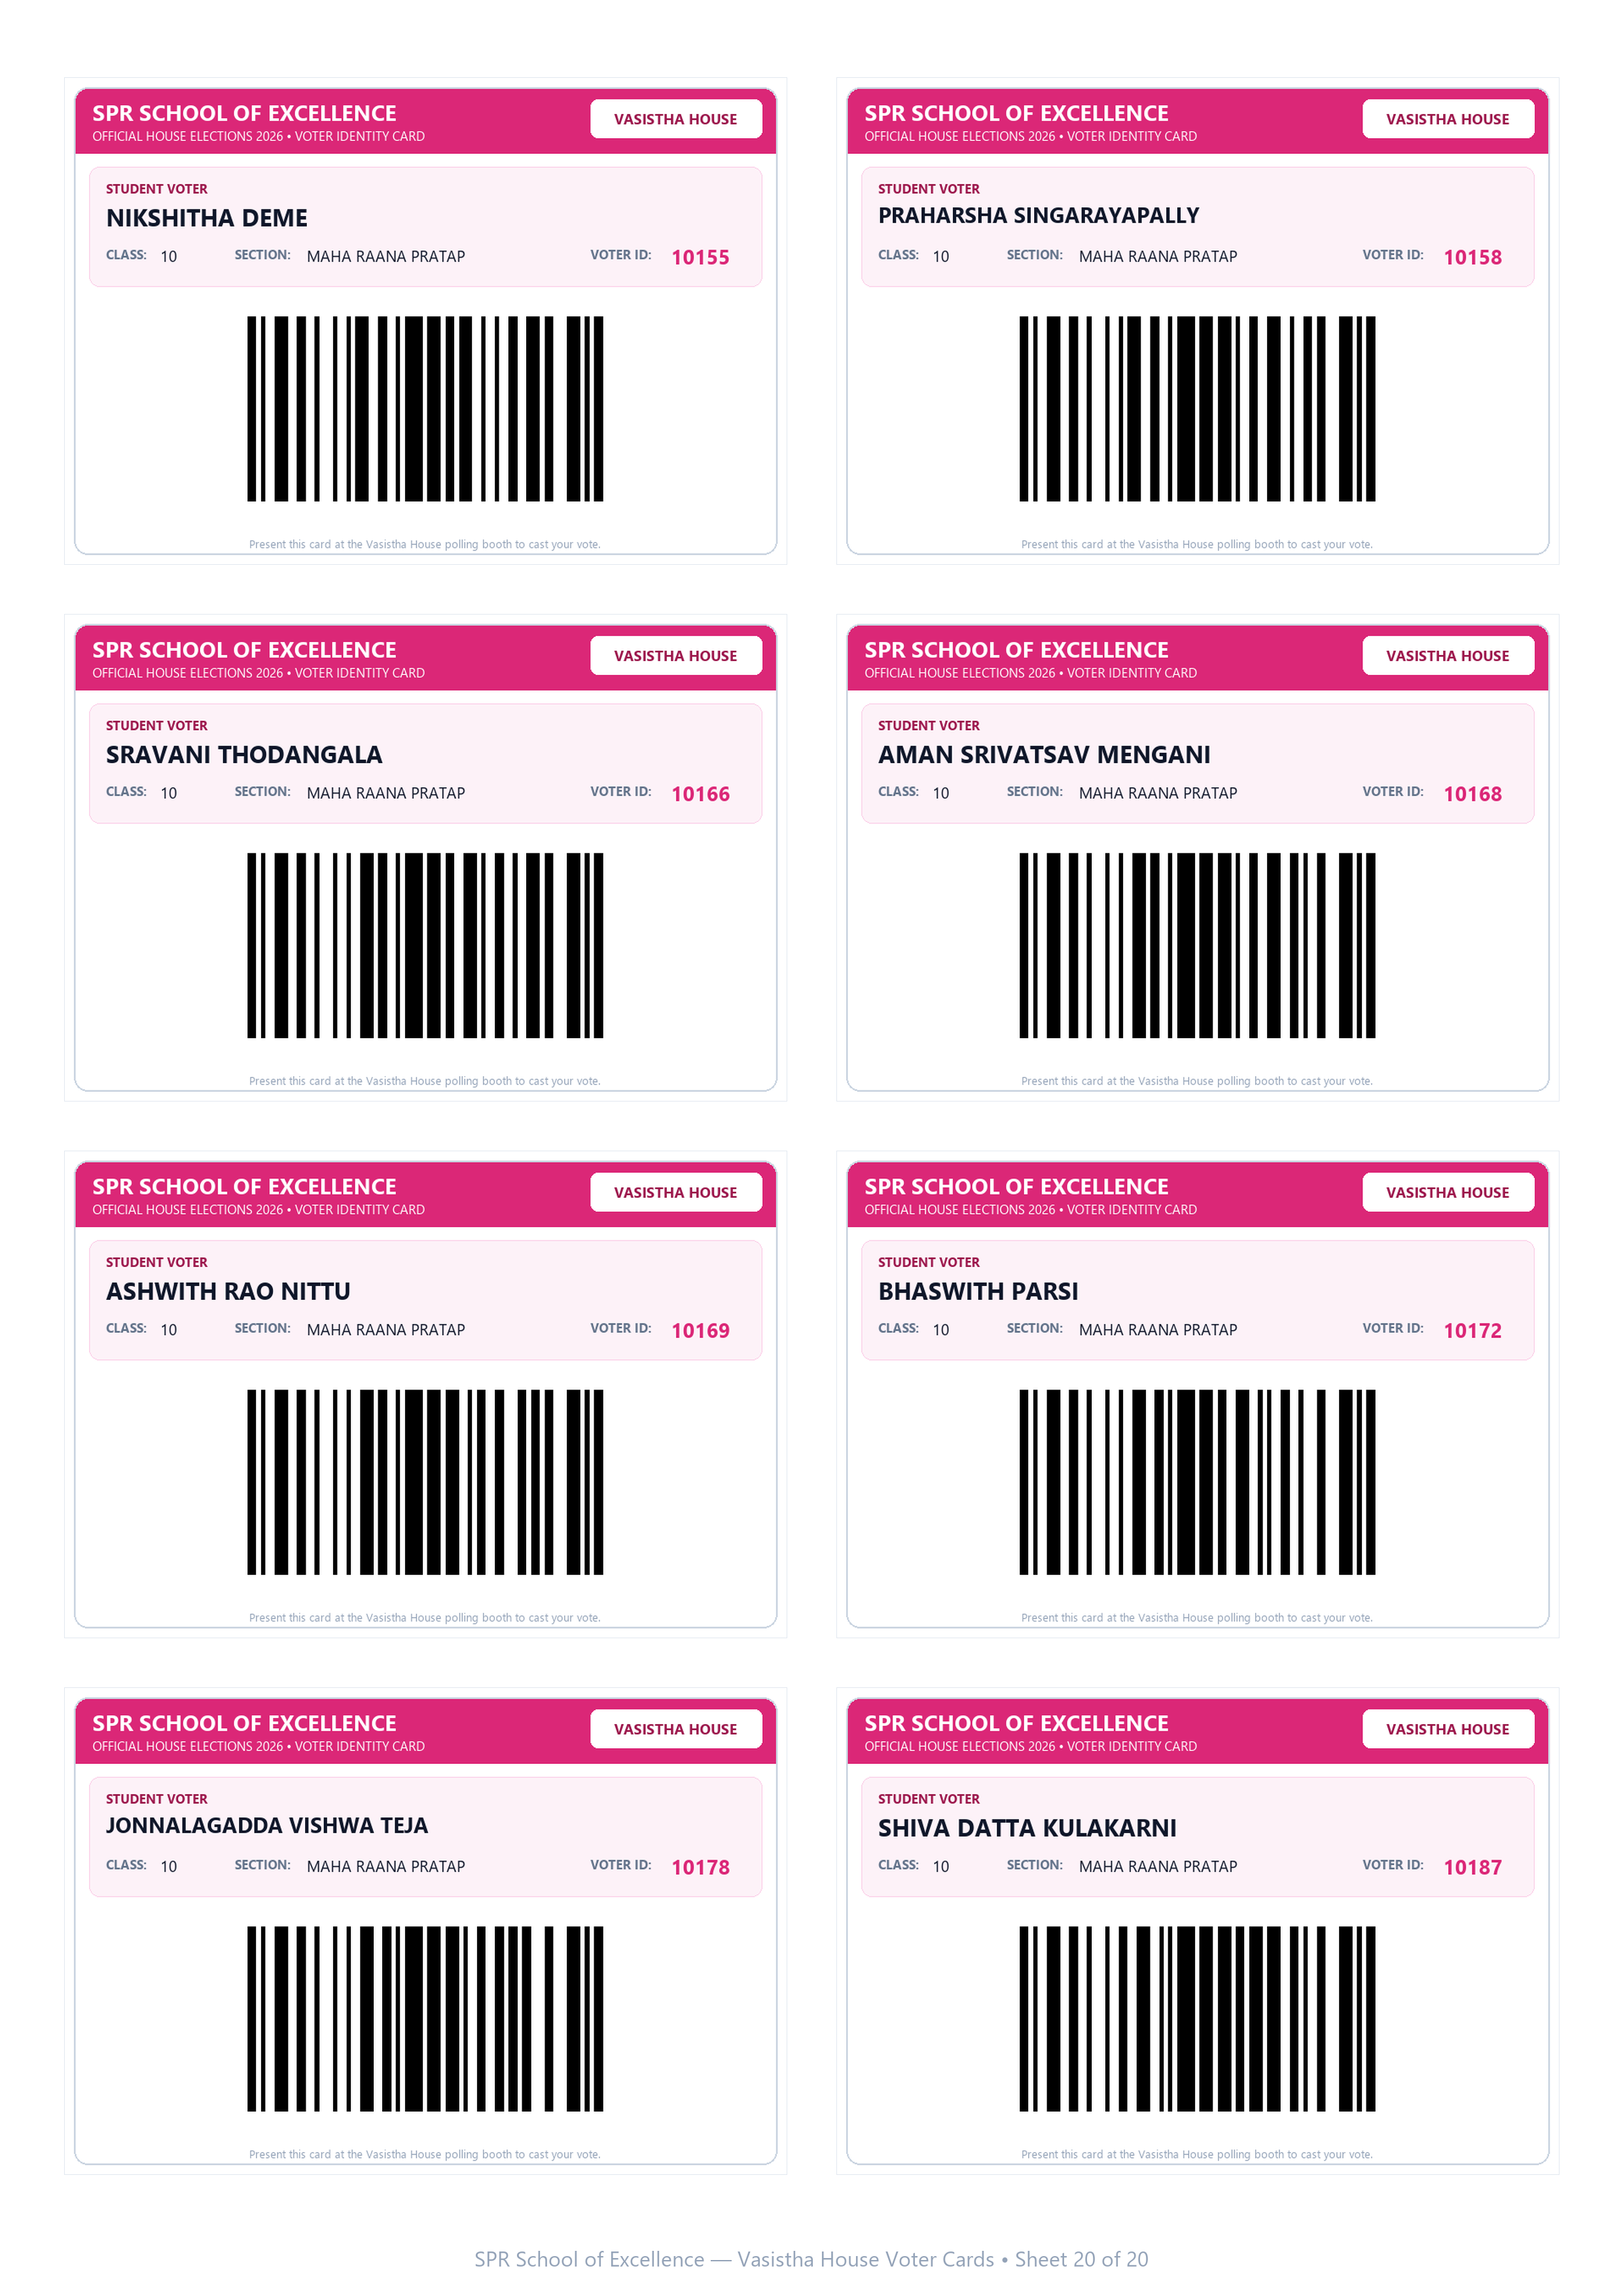 SPR SCHOOL OF EXCELLENCE
OFFICIAL HOUSE ELECTIONS 2026 • VOTER IDENTITY CARD
VASISTHA HOUSE
STUDENT VOTER
NIKSHITHA DEME
CLASS: 10 SECTION: MAHA RAANA PRATAP VOTER ID: 10155
Present this card at the Vasistha House polling booth to cast your vote.
SPR SCHOOL OF EXCELLENCE
OFFICIAL HOUSE ELECTIONS 2026 • VOTER IDENTITY CARD
VASISTHA HOUSE
STUDENT VOTER
PRAHARSHA SINGARAYAPALLY
CLASS: 10 SECTION: MAHA RAANA PRATAP VOTER ID: 10158
Present this card at the Vasistha House polling booth to cast your vote.
SPR SCHOOL OF EXCELLENCE
OFFICIAL HOUSE ELECTIONS 2026 • VOTER IDENTITY CARD
VASISTHA HOUSE
STUDENT VOTER
SRAVANI THODANGALA
CLASS: 10 SECTION: MAHA RAANA PRATAP VOTER ID: 10166
Present this card at the Vasistha House polling booth to cast your vote.
SPR SCHOOL OF EXCELLENCE
OFFICIAL HOUSE ELECTIONS 2026 • VOTER IDENTITY CARD
VASISTHA HOUSE
STUDENT VOTER
AMAN SRIVATSAV MENGANI
CLASS: 10 SECTION: MAHA RAANA PRATAP VOTER ID: 10168
Present this card at the Vasistha House polling booth to cast your vote.
SPR SCHOOL OF EXCELLENCE
OFFICIAL HOUSE ELECTIONS 2026 • VOTER IDENTITY CARD
VASISTHA HOUSE
STUDENT VOTER
ASHWITH RAO NITTU
CLASS: 10 SECTION: MAHA RAANA PRATAP VOTER ID: 10169
Present this card at the Vasistha House polling booth to cast your vote.
SPR SCHOOL OF EXCELLENCE
OFFICIAL HOUSE ELECTIONS 2026 • VOTER IDENTITY CARD
VASISTHA HOUSE
STUDENT VOTER
BHASWITH PARSI
CLASS: 10 SECTION: MAHA RAANA PRATAP VOTER ID: 10172
Present this card at the Vasistha House polling booth to cast your vote.
SPR SCHOOL OF EXCELLENCE
OFFICIAL HOUSE ELECTIONS 2026 • VOTER IDENTITY CARD
VASISTHA HOUSE
STUDENT VOTER
JONNALAGADDA VISHWA TEJA
CLASS: 10 SECTION: MAHA RAANA PRATAP VOTER ID: 10178
Present this card at the Vasistha House polling booth to cast your vote.
SPR SCHOOL OF EXCELLENCE
OFFICIAL HOUSE ELECTIONS 2026 • VOTER IDENTITY CARD
VASISTHA HOUSE
STUDENT VOTER
SHIVA DATTA KULAKARNI
CLASS: 10 SECTION: MAHA RAANA PRATAP VOTER ID: 10187
Present this card at the Vasistha House polling booth to cast your vote.
SPR School of Excellence — Vasistha House Voter Cards • Sheet 20 of 20